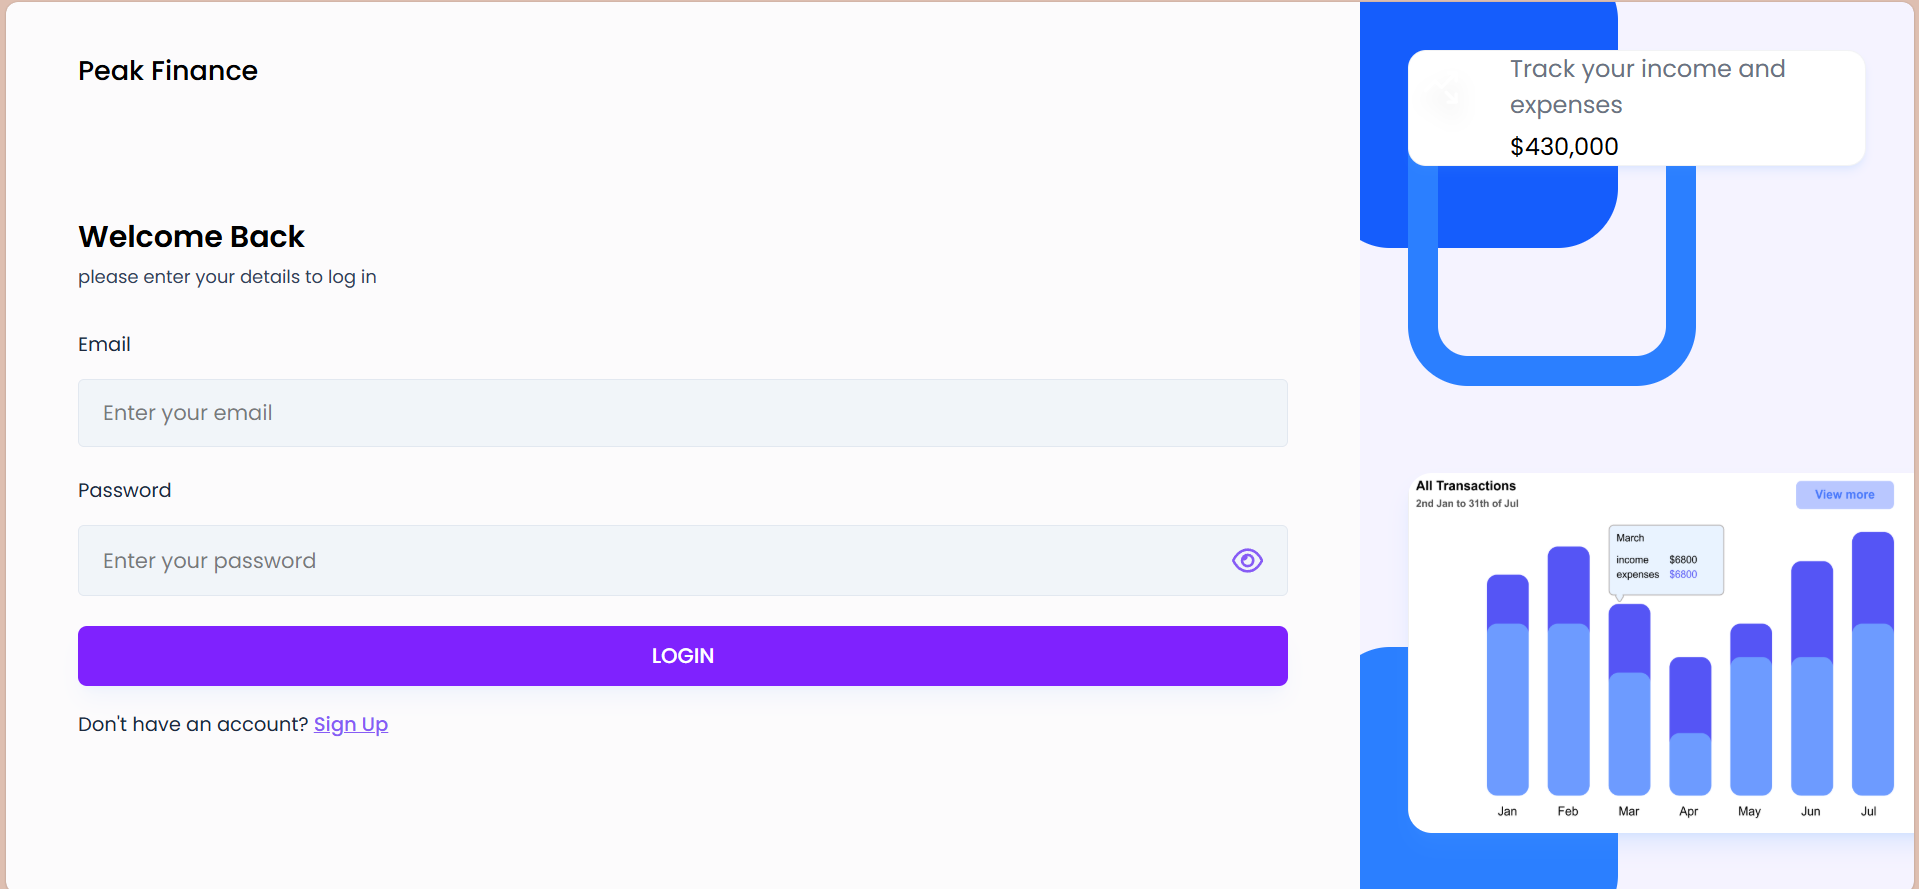 Peak Finance
Welcome Back
please enter your details to log in
Email
Enter your email
Password
Enter your password
LOGIN
Don't have an account? Sign Up
Track your income and
expenses
$430,000
All Transactions
2nd Jan to 31th of Jul
View more
March
income $6800
expenses $6800
Jan Feb Mar Apr May Jun Jul